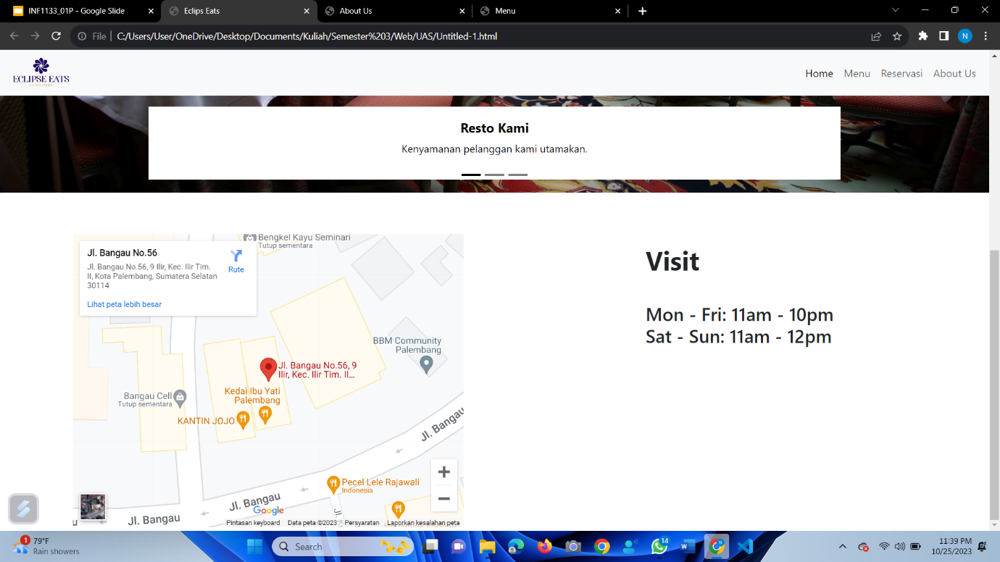 INF1133_01P - Google Slide
Eclips Eats
About Us
Menu
File
C:/Users/User/OneDrive/Desktop/Documents/Kuliah/Semester%203/Web/UAS/Untitled-1.html
N
ECLIPSE EATS
Home Menu Reservasi About Us
Resto Kami
Kenyamanan pelanggan kami utamakan.
Jl. Bangau No.56
Jl. Bangau No.56, 9 Ilir, Kec. Ilir Tim.
II, Kota Palembang, Sumatera Selatan
30114
Rute
Lihat peta lebih besar
Bengkel Kayu Seminari
Tutup sementara
BBM Community
Palembang
Jl. Bangau No.56, 9
Ilir, Kec. Ilir Tim. II...
Kedai Ibu Yati
Palembang
Bangau Cell
Tutup sementara
KANTIN JOJO
Jl. Bangau
Pecel Lele Rajawali
Indonesia
Jl. Bangau
Jl. Bangau
Google
Pintasan keyboard Data peta ©2023 Persyaratan Laporkan kesalahan peta
Visit
Mon - Fri: 11am - 10pm
Sat - Sun: 11am - 12pm
1
79°F
Rain showers
Search
14
11:39 PM
10/25/2023